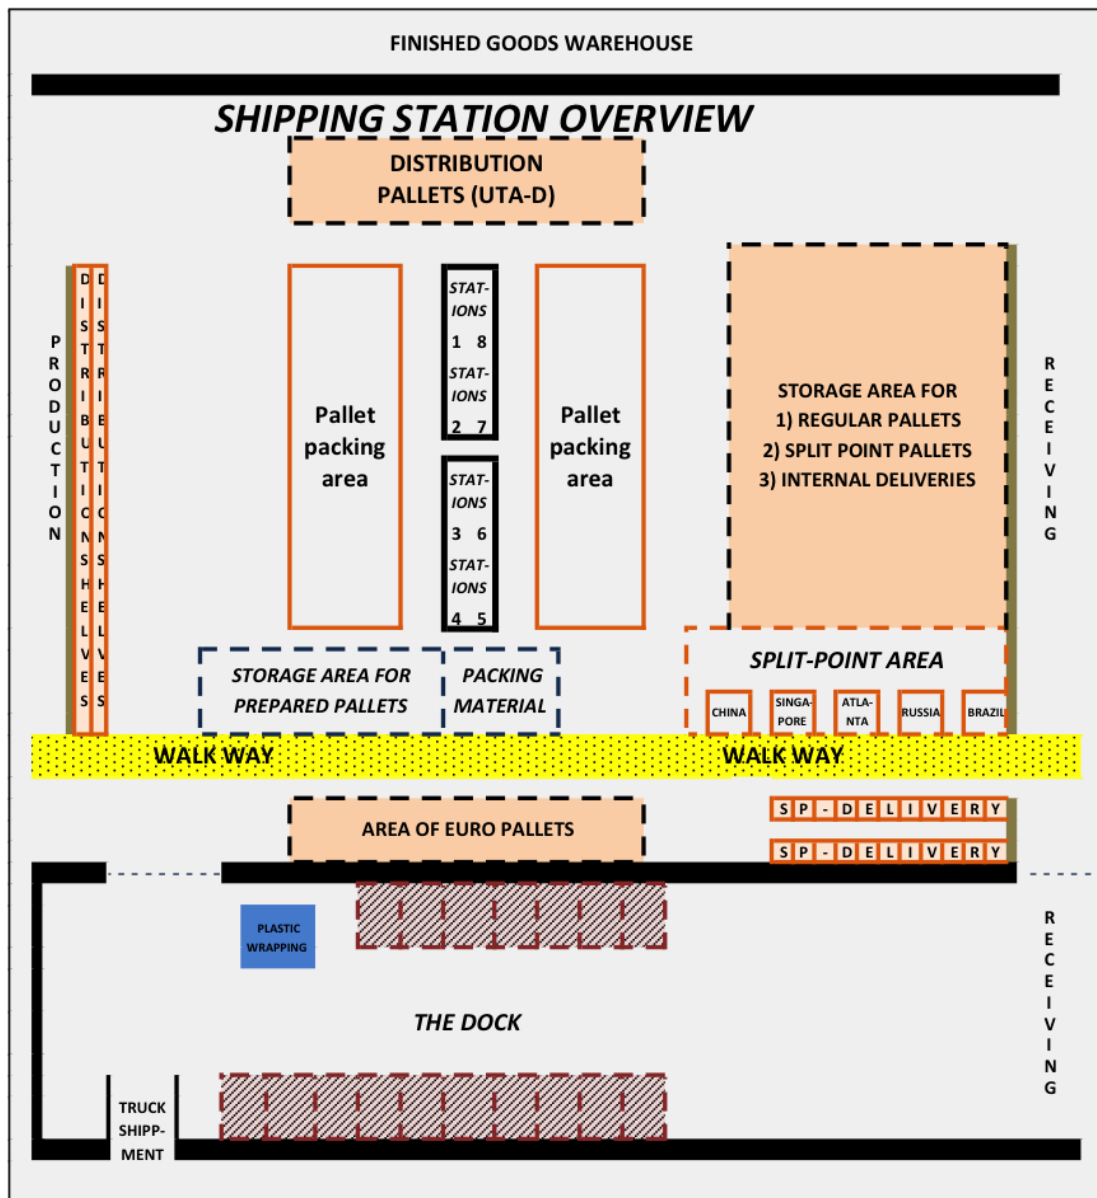 FINISHED GOODS WAREHOUSE
SHIPPING STATION OVERVIEW
DISTRIBUTION
PALLETS (UTA-D)
PRODUCTION
DISTRIBUTIONSHELVES
DISTRIBUTIONSHELVES
Pallet
packing
area
STAT-
IONS
1 8
STAT-
IONS
2 7
STAT-
IONS
3 6
STAT-
IONS
4 5
Pallet
packing
area
STORAGE AREA FOR
1) REGULAR PALLETS
2) SPLIT POINT PALLETS
3) INTERNAL DELIVERIES
RECEIVING
STORAGE AREA FOR
PREPARED PALLETS
PACKING
MATERIAL
SPLIT-POINT AREA
CHINA
SINGA-
PORE
ATLA-
NTA
RUSSIA
BRAZIL
WALK WAY
WALK WAY
AREA OF EURO PALLETS
SP-DELIVERY
SP-DELIVERY
PLASTIC
WRAPPING
THE DOCK
RECEIVING
TRUCK
SHIPP-
MENT